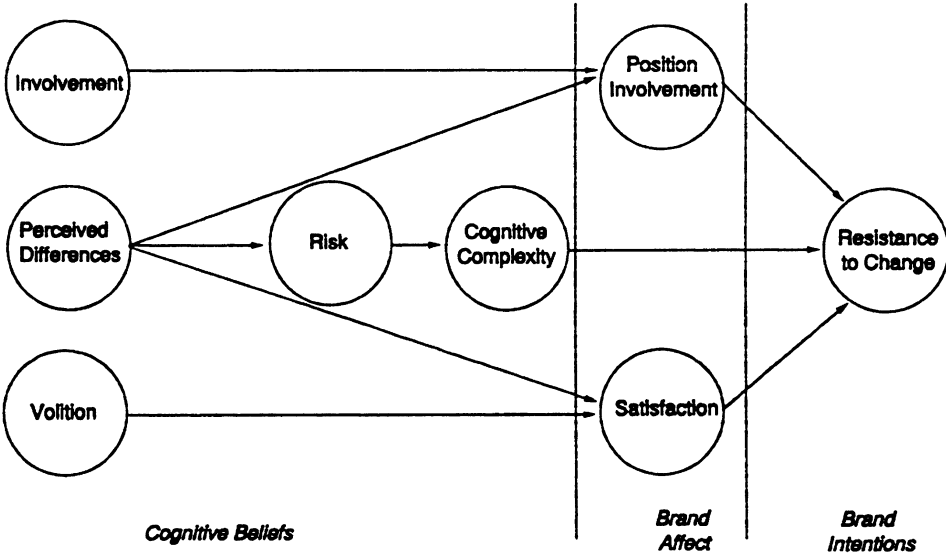 Involvement
Position
Involvement
Perceived
Differences
Risk
Cognitive
Complexity
Resistance
to Change
Volition
Satisfaction
Cognitive Beliefs
Brand
Affect
Brand
Intentions